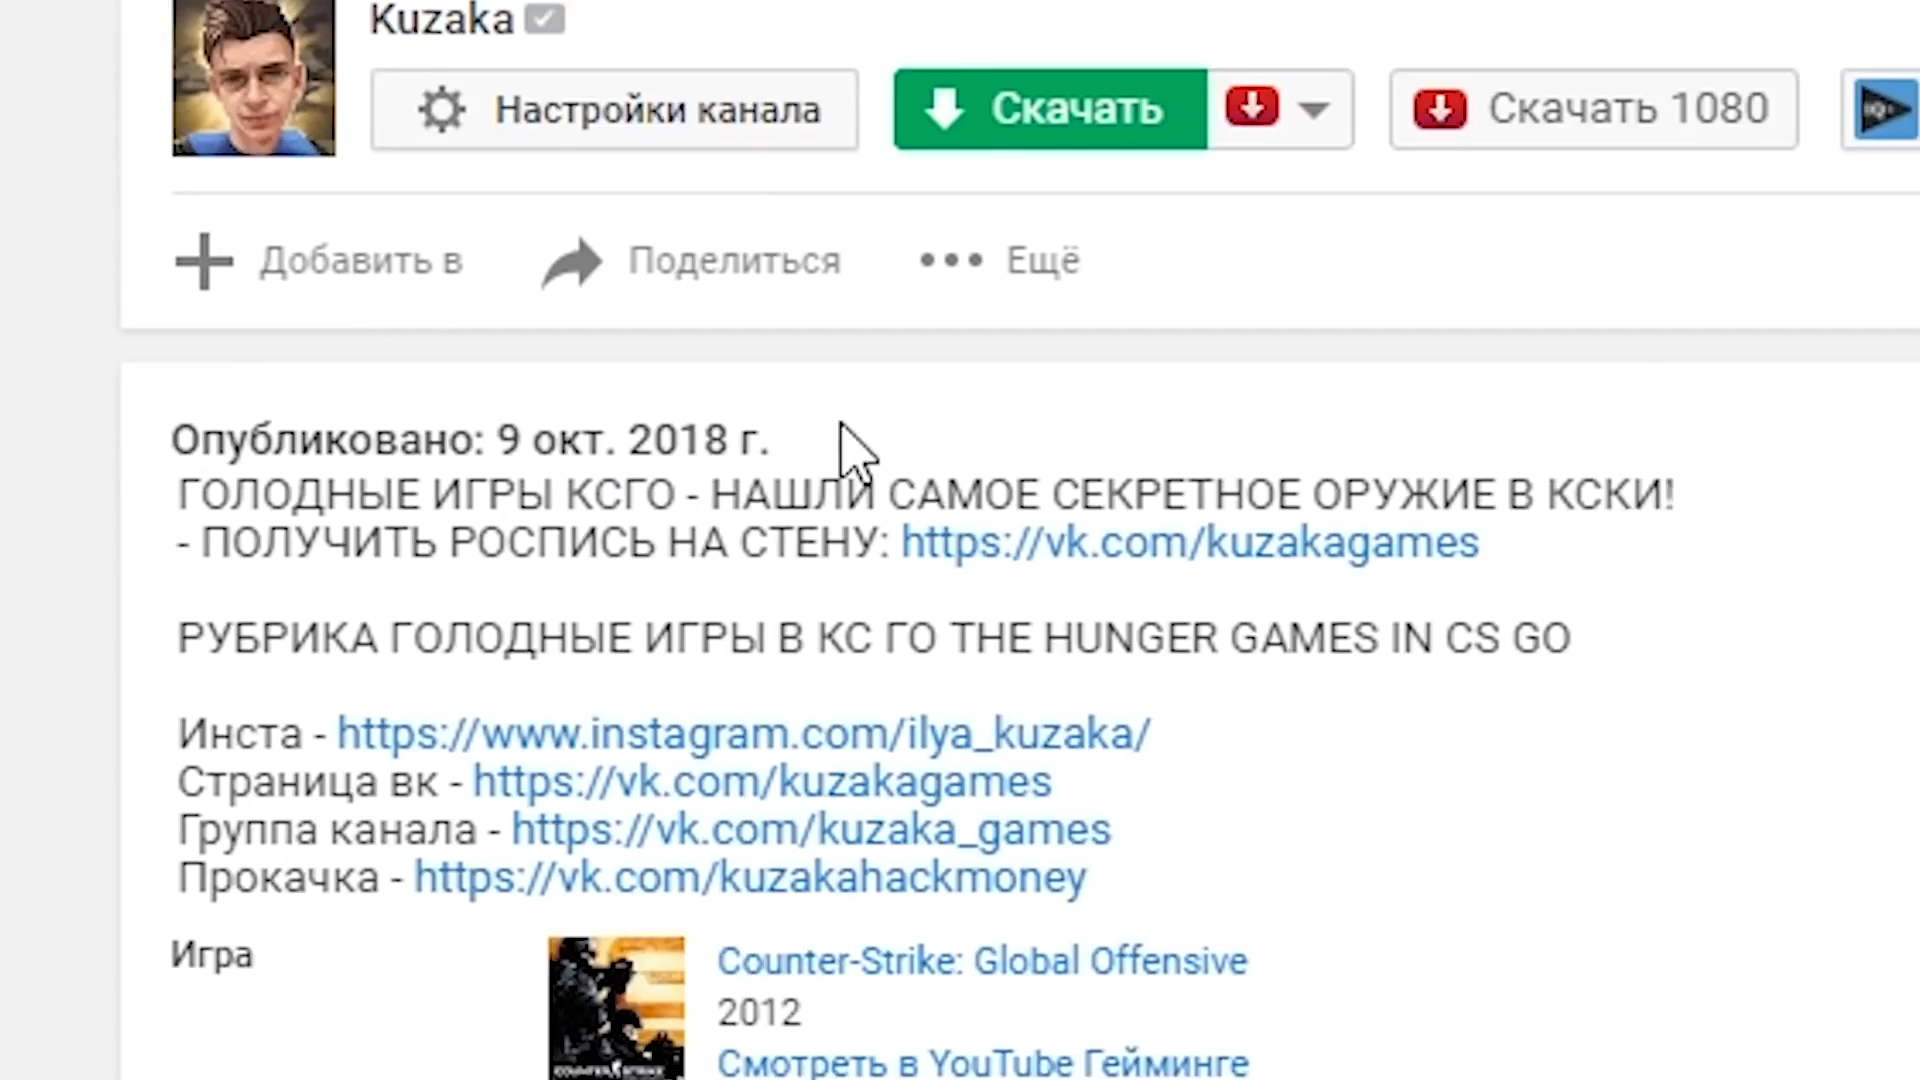 Kuzaka
Настройки канала
Скачать
Скачать 1080
Добавить в
Поделиться
Ещё
Опубликовано: 9 окт. 2018 г.
ГОЛОДНЫЕ ИГРЫ КСГО - НАШЛИ САМОЕ СЕКРЕТНОЕ ОРУЖИЕ В КСКИ!
- ПОЛУЧИТЬ РОСПИСЬ НА СТЕНУ: https://vk.com/kuzakagames
РУБРИКА ГОЛОДНЫЕ ИГРЫ В КС ГО THE HUNGER GAMES IN CS GO
Инста - https://www.instagram.com/ilya_kuzaka/
Страница вк - https://vk.com/kuzakagames
Группа канала - https://vk.com/kuzaka_games
Прокачка - https://vk.com/kuzakahackmoney
Игра
COUNTER STRIKE
Counter-Strike: Global Offensive
2012
Смотреть в YouTube Гейминге